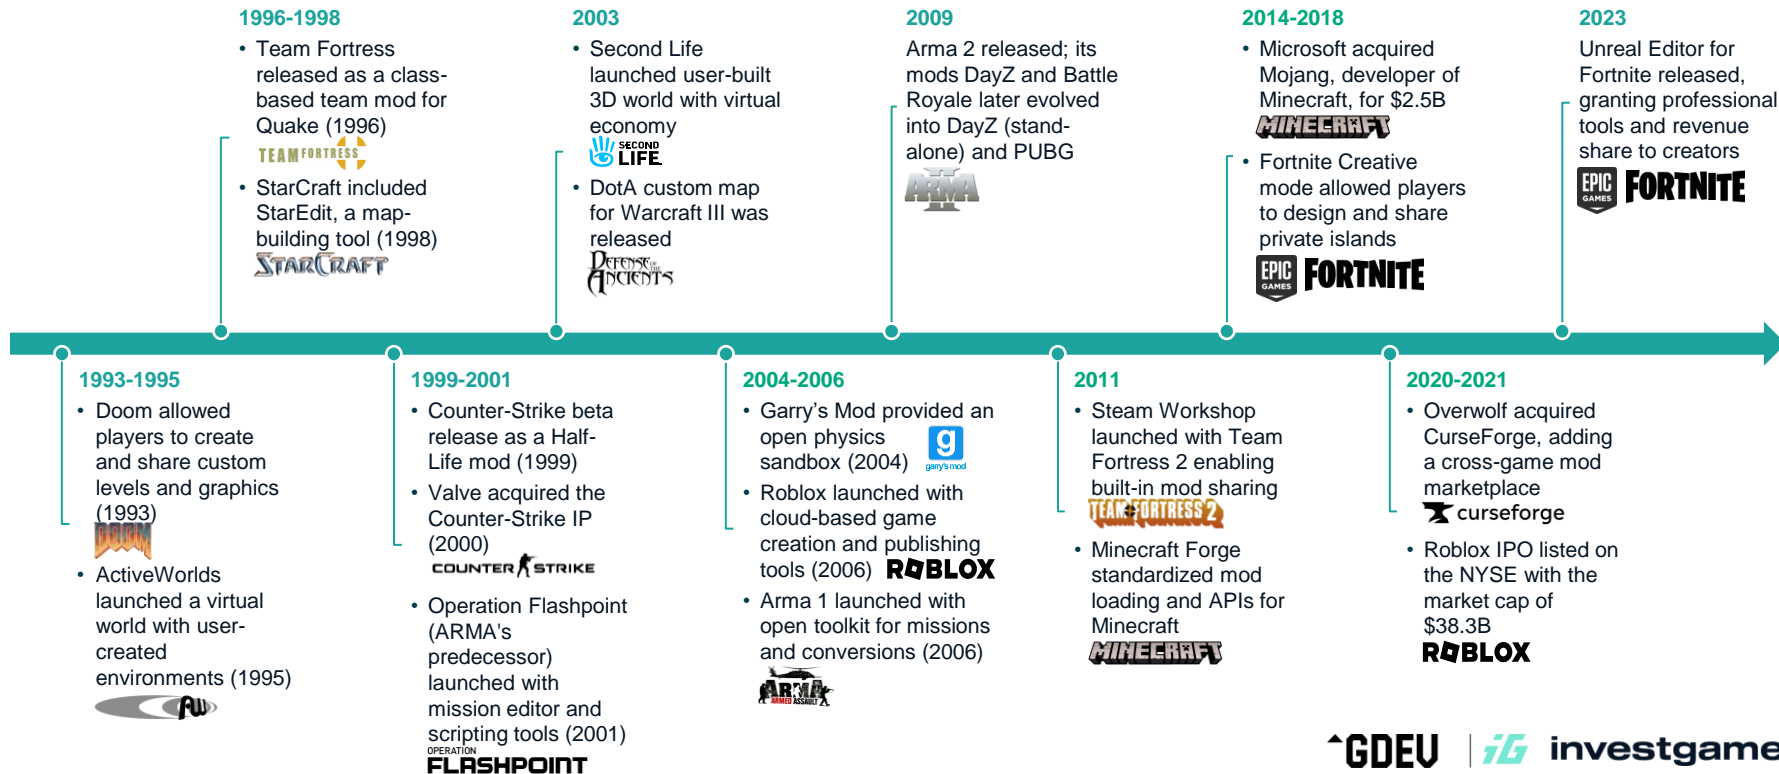 1996-1998
• Team Fortress
released as a class-
based team mod for
Quake (1996)
TEAM FORTRESS
• StarCraft included
StarEdit, a map-
building tool (1998)
STARCRAFT
2003
• Second Life
launched user-built
3D world with virtual
economy
SECOND
LIFE
• DotA custom map
for Warcraft III was
released
DEFENSE OF THE
ANCIENTS
2009
Arma 2 released; its
mods DayZ and Battle
Royale later evolved
into DayZ (stand-
alone) and PUBG
ARMA
II
2014-2018
• Microsoft acquired
Mojang, developer of
Minecraft, for $2.5B
MINECRAFT
• Fortnite Creative
mode allowed players
to design and share
private islands
EPIC
GAMES
FORTNITE
2023
Unreal Editor for
Fortnite released,
granting professional
tools and revenue
share to creators
EPIC
GAMES
FORTNITE
1993-1995
• Doom allowed
players to create
and share custom
levels and graphics
(1993)
DOOM
• ActiveWorlds
launched a virtual
world with user-
created
environments (1995)
AW
1999-2001
• Counter-Strike beta
release as a Half-
Life mod (1999)
• Valve acquired the
Counter-Strike IP
(2000)
COUNTER STRIKE
• Operation Flashpoint
(ARMA's
predecessor)
launched with
mission editor and
scripting tools (2001)
OPERATION
FLASHPOINT
2004-2006
• Garry’s Mod provided an
open physics
sandbox (2004)
g
garry's mod
• Roblox launched with
cloud-based game
creation and publishing
tools (2006)
ROBLOX
• Arma 1 launched with
open toolkit for missions
and conversions (2006)
ARMA
ARMED ASSAULT
2011
• Steam Workshop
launched with Team
Fortress 2 enabling
built-in mod sharing
TEAM FORTRESS 2
• Minecraft Forge
standardized mod
loading and APIs for
Minecraft
MINECRAFT
2020-2021
• Overwolf acquired
CurseForge, adding
a cross-game mod
marketplace
curseforge
• Roblox IPO listed on
the NYSE with the
market cap of
$38.3B
ROBLOX
GDEV
iG investgame